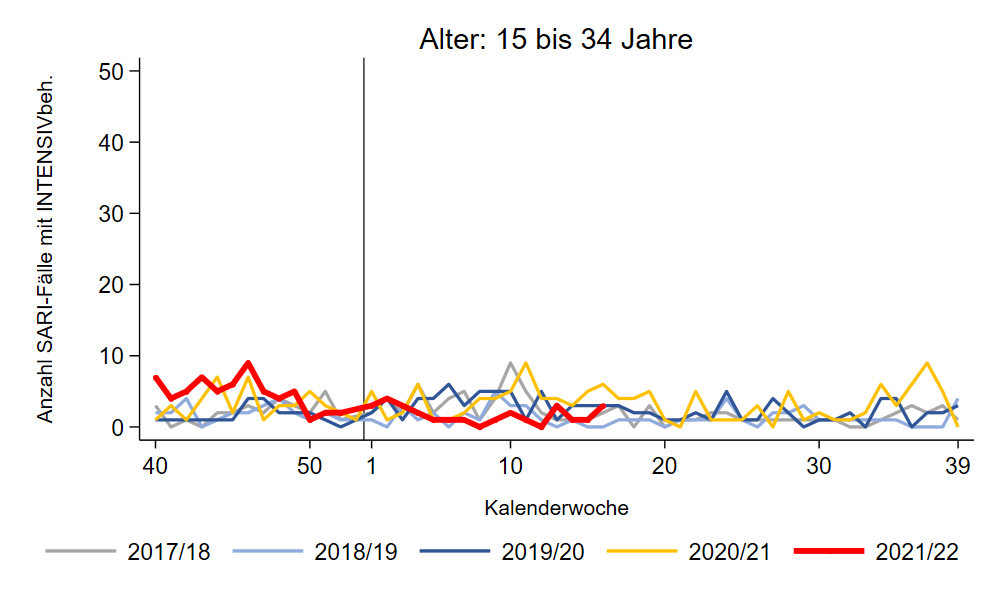 Alter: 15 bis 34 Jahre
Anzahl SARI-Fälle mit INTENSIVbeh.
50
40
30
20
10
0
40 50 1 10 20 30 39
Kalenderwoche
2017/18 2018/19 2019/20 2020/21 2021/22